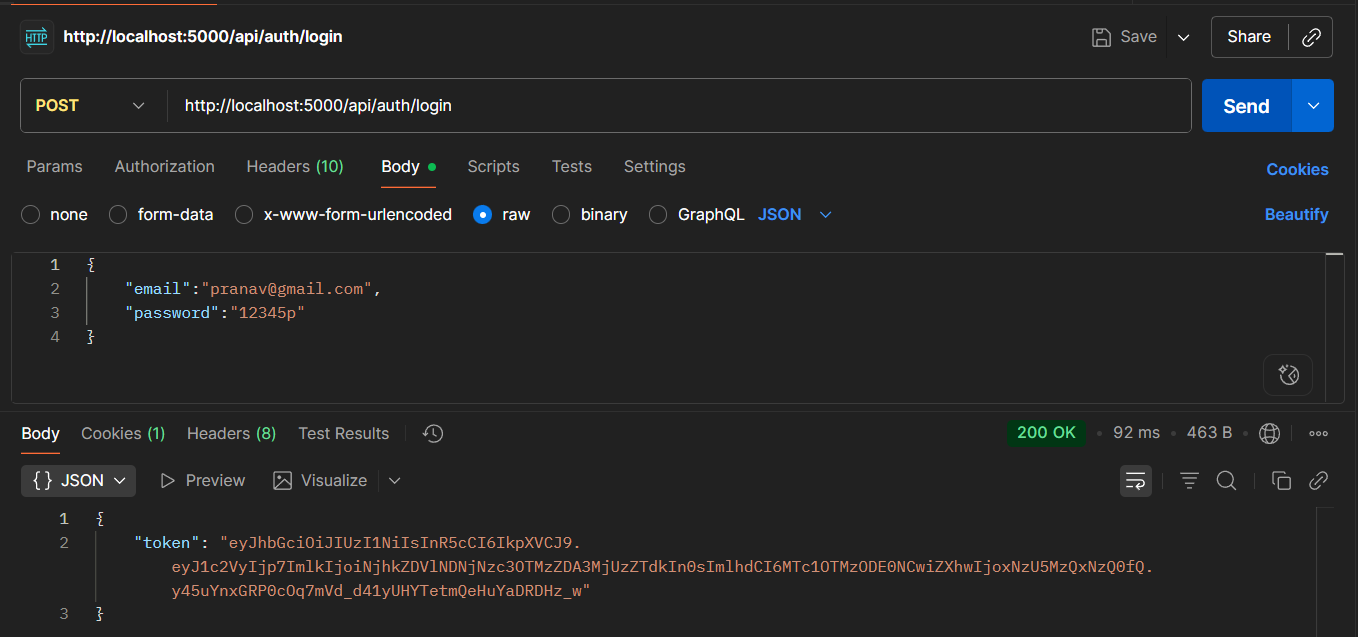 HTTP http://localhost:5000/api/auth/login Save Share
POST http://localhost:5000/api/auth/login Send
Params Authorization Headers (10) Body Scripts Tests Settings Cookies
none form-data x-www-form-urlencoded raw binary GraphQL JSON Beautify
1 {
2 "email":"pranav@gmail.com",
3 "password":"12345p"
4 }
Body Cookies (1) Headers (8) Test Results 200 OK • 92 ms • 463 B
{} JSON Preview Visualize
1 {
2 "token": "eyJhbGciOiJIUzI1NiIsInR5cCI6IkpXVCJ9.
eyJ1c2VyIjp7ImlkIjoiNjhkZDVlNDNjNzc3OTMzZDA3MjUzZTdkIn0sImlhdCI6MTc1OTMzODE0NCwiZXhwIjoxNzU5MzQxNzQ0fQ.
y45uYnxGRP0cOq7mVd_d41yUHYTetmQeHuYaDRDHz_w"
3 }